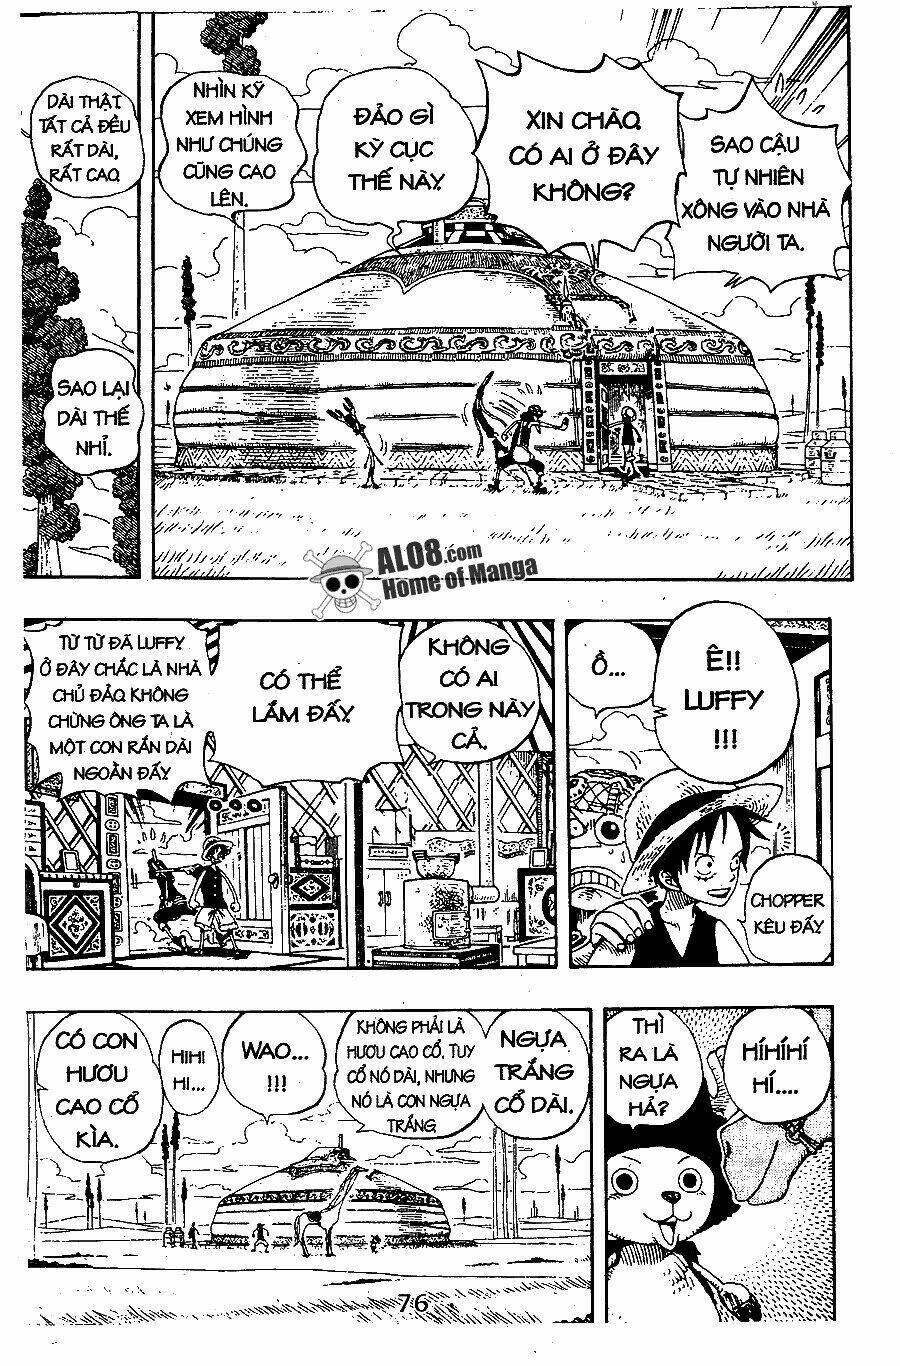 SAO CẬU
TỰ NHIÊN
XÔNG VÀO NHÀ
NGƯỜI TA.
XIN CHÀO.
CÓ AI Ở ĐÂY
KHÔNG?
ĐẢO GÌ
KỲ CỤC
THẾ NÀY.
NHÌN KỸ
XEM HÌNH
NHƯ CHÚNG
CŨNG CAO
LÊN.
DÀI THẬT.
TẤT CẢ ĐỀU
RẤT DÀI,
RẤT CAO.
SAO LẠI
DÀI THẾ
NHỈ.
AL08.com
Home of Manga
Ê!!
LUFFY
!!!
Ồ...
CHOPPER
KÊU ĐẤY
KHÔNG
CÓ AI
TRONG NÀY
CẢ.
CÓ THỂ
LẮM ĐẤY.
TỪ TỪ ĐÃ LUFFY.
Ở ĐÂY CHẮC LÀ NHÀ
CHỦ ĐẢO. KHÔNG
CHỪNG ÔNG TA LÀ
MỘT CON RẮN DÀI
NGOẰN ĐẤY
HÍHÍHÍ
HÍ....
THÌ
RA LÀ
NGỰA
HẢ?
NGỰA
TRẮNG
CỔ DÀI.
KHÔNG PHẢI LÀ
HƯƠU CAO CỔ. TUY
CỔ NÓ DÀI, NHƯNG
NÓ LÀ CON NGỰA
TRẮNG
WAO...
!!!
HIHI
HI...
CÓ CON
HƯƠU
CAO CỔ
KÌA.
76